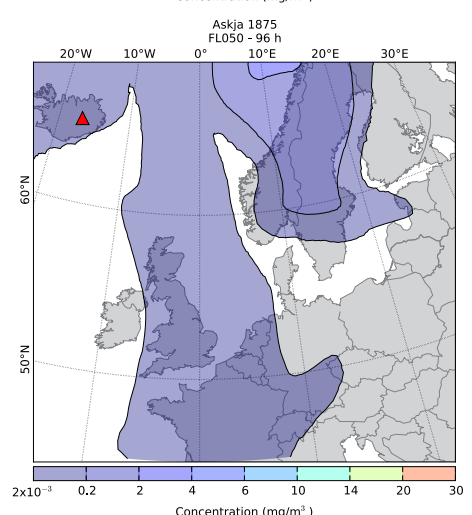 Askja 1875
FL050 - 96 h
20°W 10°W 0° 10°E 20°E 30°E
60°N
50°N
2x10⁻³ 0.2 2 4 6 10 14 20 30
Concentration (mg/m³)